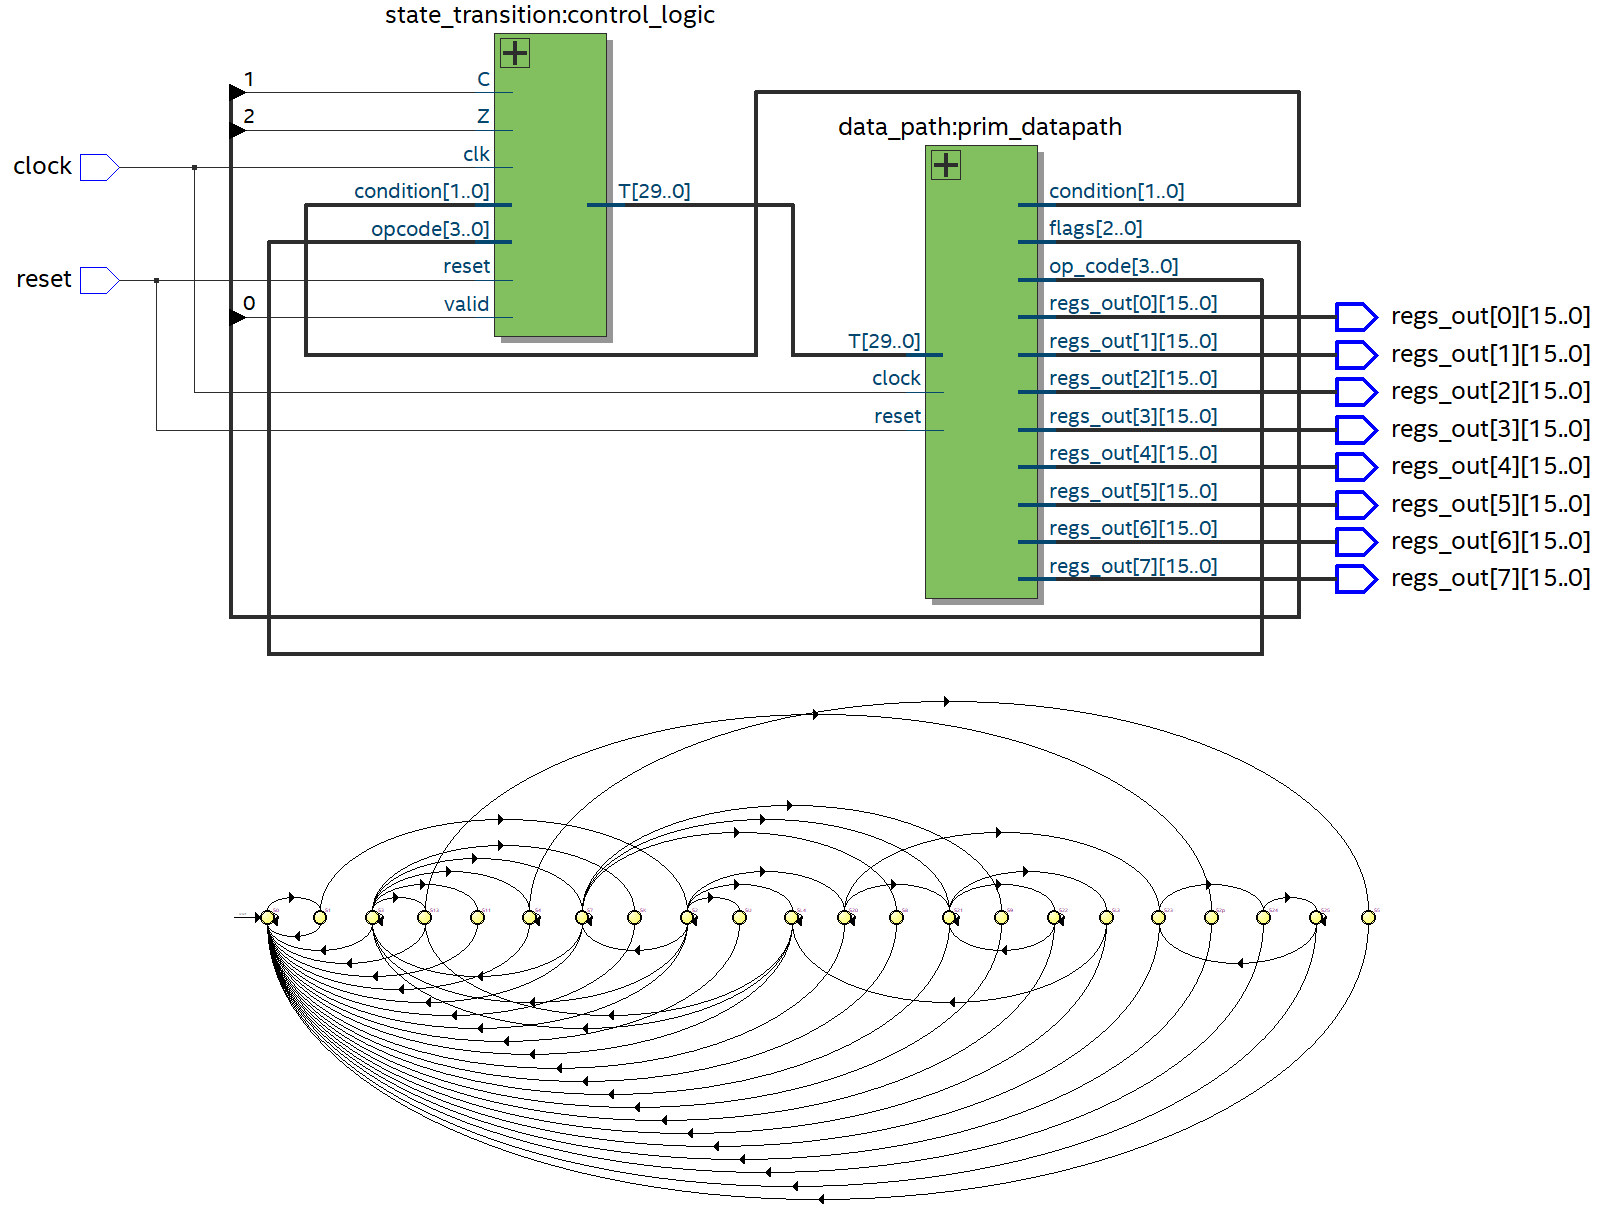 state_transition:control_logic
1
C
2
Z
clock
clk
condition[1..0]
T[29..0]
opcode[3..0]
reset
reset
0
valid
data_path:prim_datapath
condition[1..0]
flags[2..0]
op_code[3..0]
regs_out[0][15..0]
regs_out[0][15..0]
T[29..0]
regs_out[1][15..0]
regs_out[1][15..0]
clock
regs_out[2][15..0]
regs_out[2][15..0]
reset
regs_out[3][15..0]
regs_out[3][15..0]
regs_out[4][15..0]
regs_out[4][15..0]
regs_out[5][15..0]
regs_out[5][15..0]
regs_out[6][15..0]
regs_out[6][15..0]
regs_out[7][15..0]
regs_out[7][15..0]